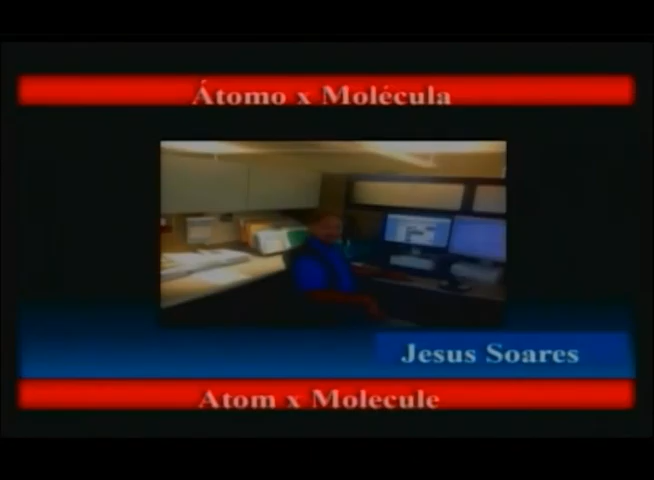 Átomo x Molécula
Jesus Soares
Atom x Molecule